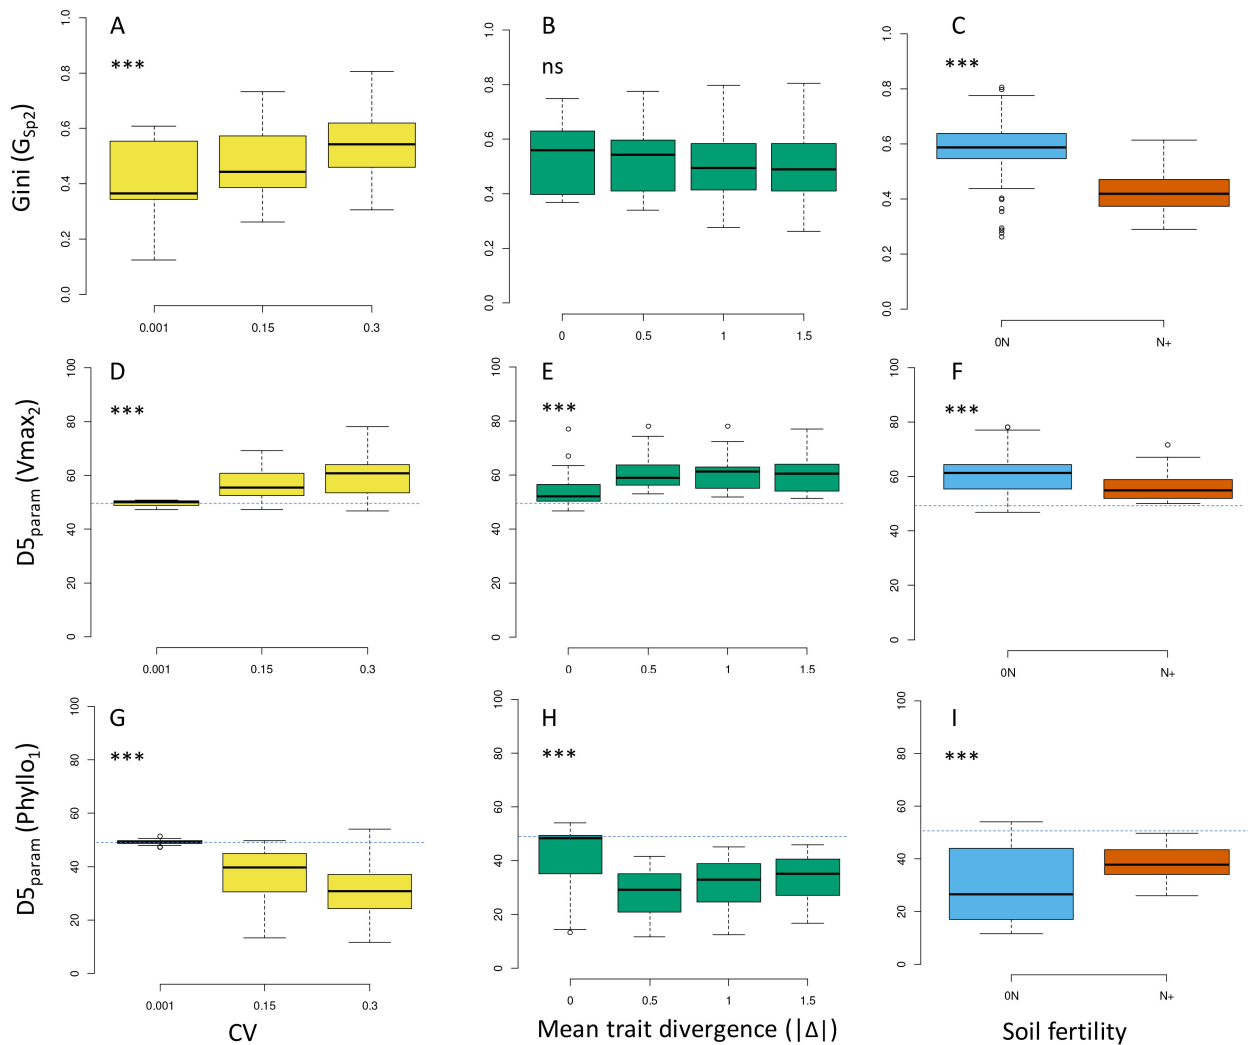 A
B
C
***
ns
***
Gini (G_Sp2)
0.0 0.2 0.4 0.6 0.8 1.0
0.0 0.2 0.4 0.6 0.8 1.0
0.0 0.2 0.4 0.6 0.8 1.0
0.001 0.15 0.3
0 0.5 1 1.5
0N N+
D
E
F
***
***
***
D5_param (Vmax_2)
0 20 40 60 80 100
0 20 40 60 80 100
0 20 40 60 80 100
0.001 0.15 0.3
0 0.5 1 1.5
0N N+
G
H
I
***
***
***
D5_param (Phyllo_1)
0 20 40 60 80 100
0 20 40 60 80 100
0 20 40 60 80 100
0.001 0.15 0.3
0 0.5 1 1.5
0N N+
CV
Mean trait divergence (|Δ|)
Soil fertility